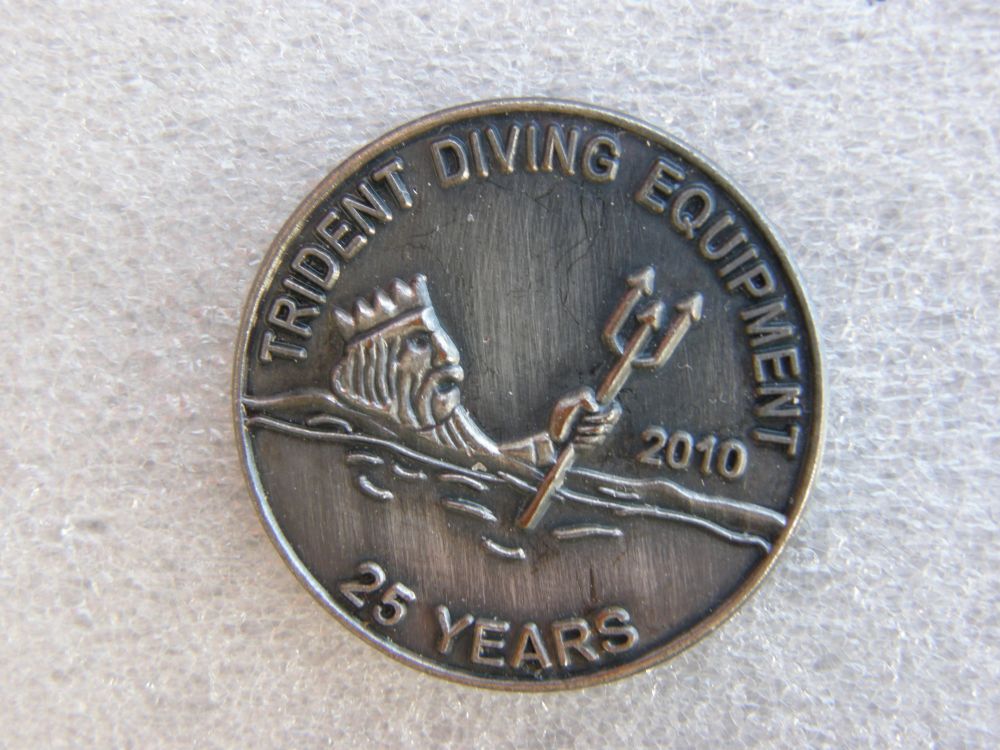 TRIDENT DIVING EQUIPMENT
2010
25 YEARS